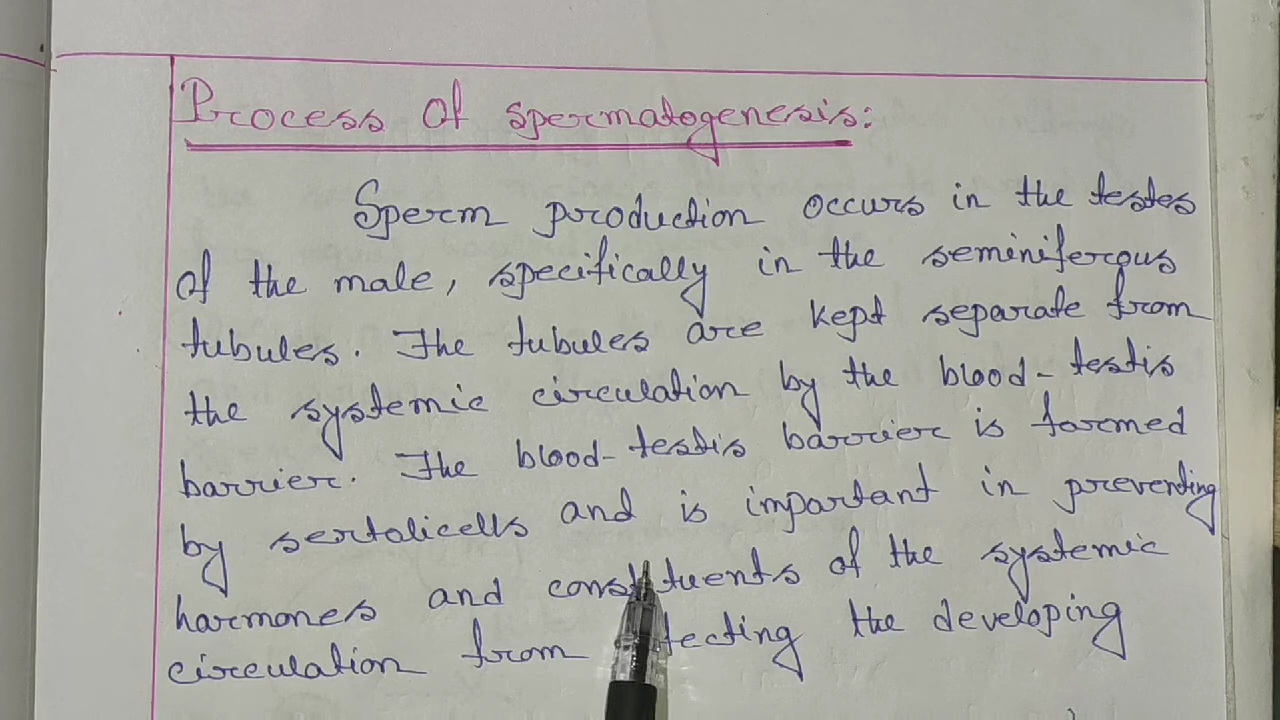 Process of spermatogenesis:
Sperm production occurs in the testes
of the male, specifically in the seminiferous
tubules. The tubules are kept separate from
the systemic circulation by the blood-testis
barrier. The blood-testis barrier is formed
by sertolicells and is important in preventing
hormones and constituents of the systemic
circulation from the developing